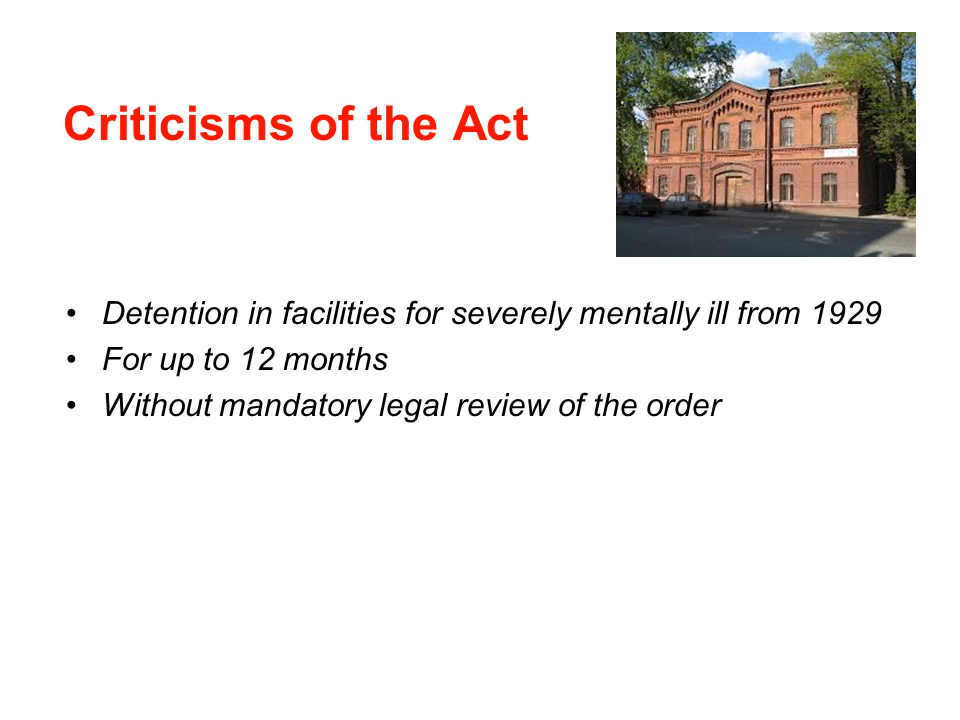 Criticisms of the Act
• Detention in facilities for severely mentally ill from 1929
• For up to 12 months
• Without mandatory legal review of the order